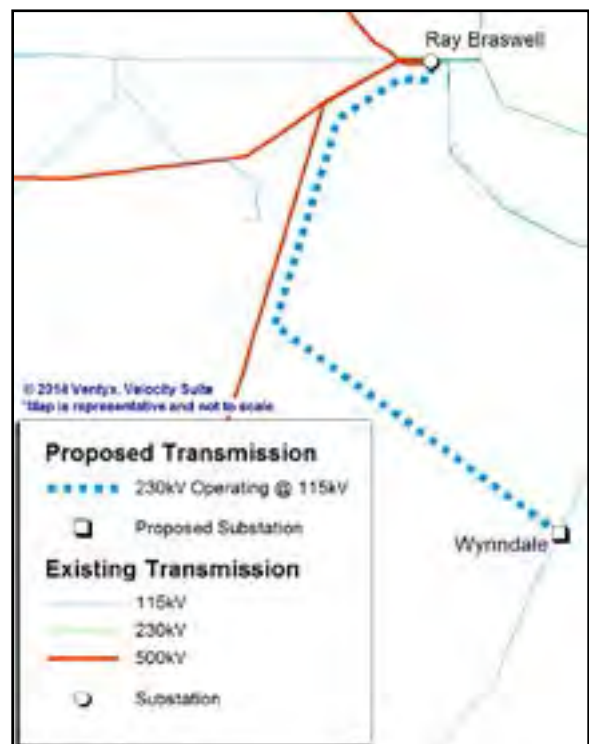 Ray Braswell
© 2014 Ventyx, Velocity Suite
*Map is representative and not to scale
Proposed Transmission
230kV Operating @ 115kV
Proposed Substation
Wynndale
Existing Transmission
115kV
230kV
500kV
Substation